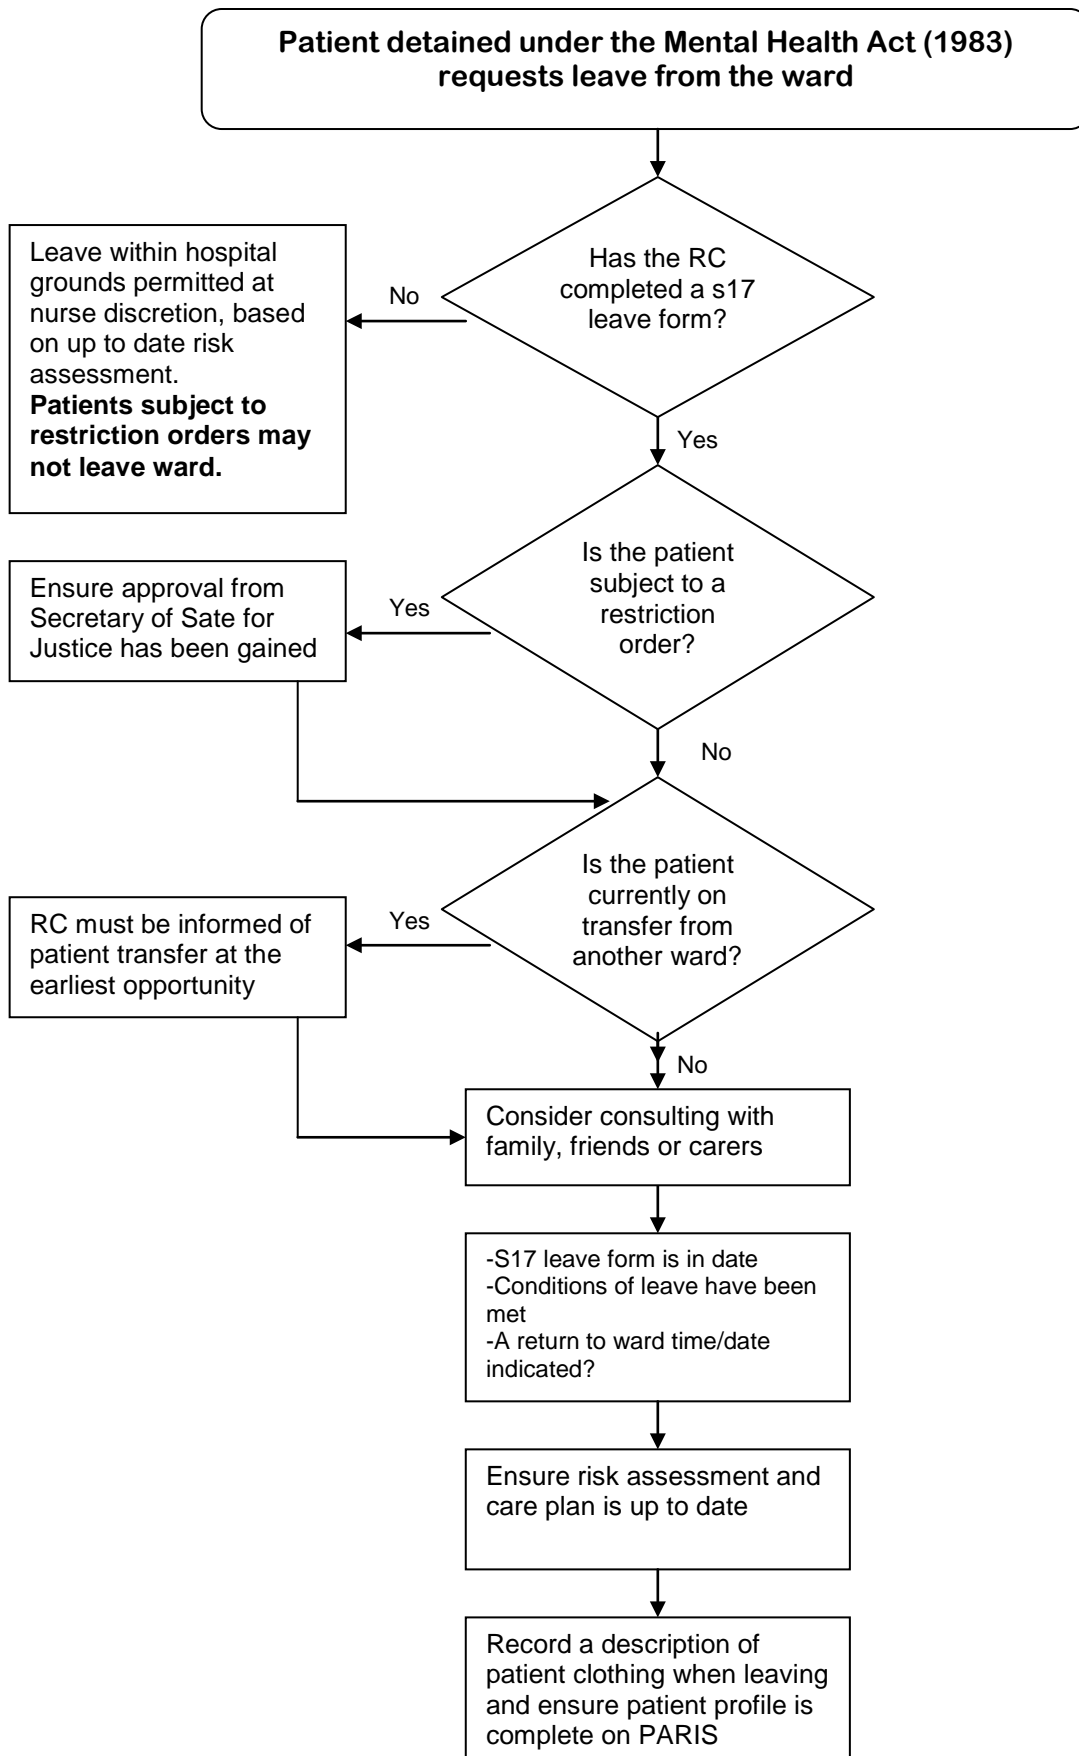 Patient detained under the Mental Health Act (1983)
requests leave from the ward
Has the RC
completed a s17
leave form?
No
Leave within hospital
grounds permitted at
nurse discretion, based
on up to date risk
assessment.
Patients subject to
restriction orders may
not leave ward.
Yes
Is the patient
subject to a
restriction
order?
Yes
Ensure approval from
Secretary of Sate for
Justice has been gained
No
Is the patient
currently on
transfer from
another ward?
Yes
RC must be informed of
patient transfer at the
earliest opportunity
No
Consider consulting with
family, friends or carers
-S17 leave form is in date
-Conditions of leave have been
met
-A return to ward time/date
indicated?
Ensure risk assessment and
care plan is up to date
Record a description of
patient clothing when leaving
and ensure patient profile is
complete on PARIS